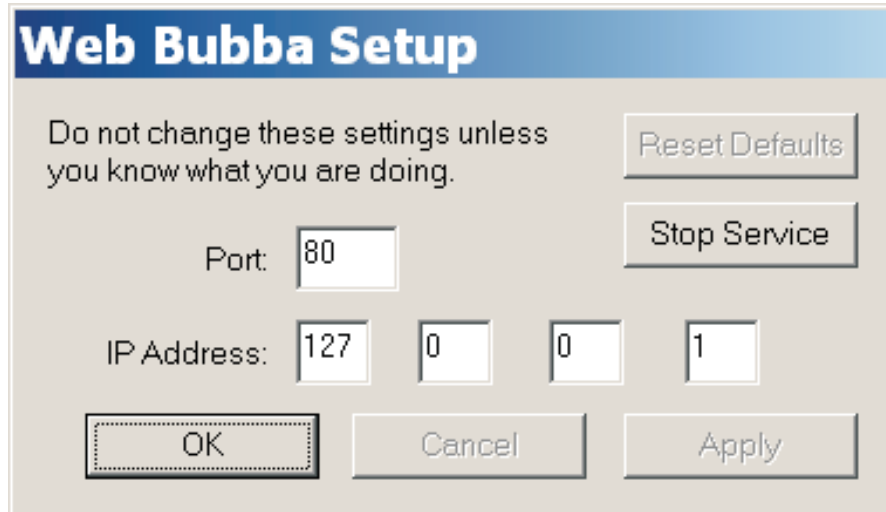 Web Bubba Setup
Do not change these settings unless
you know what you are doing.
Reset Defaults
Stop Service
Port: 80
IP Address: 127 0 0 1
OK Cancel Apply